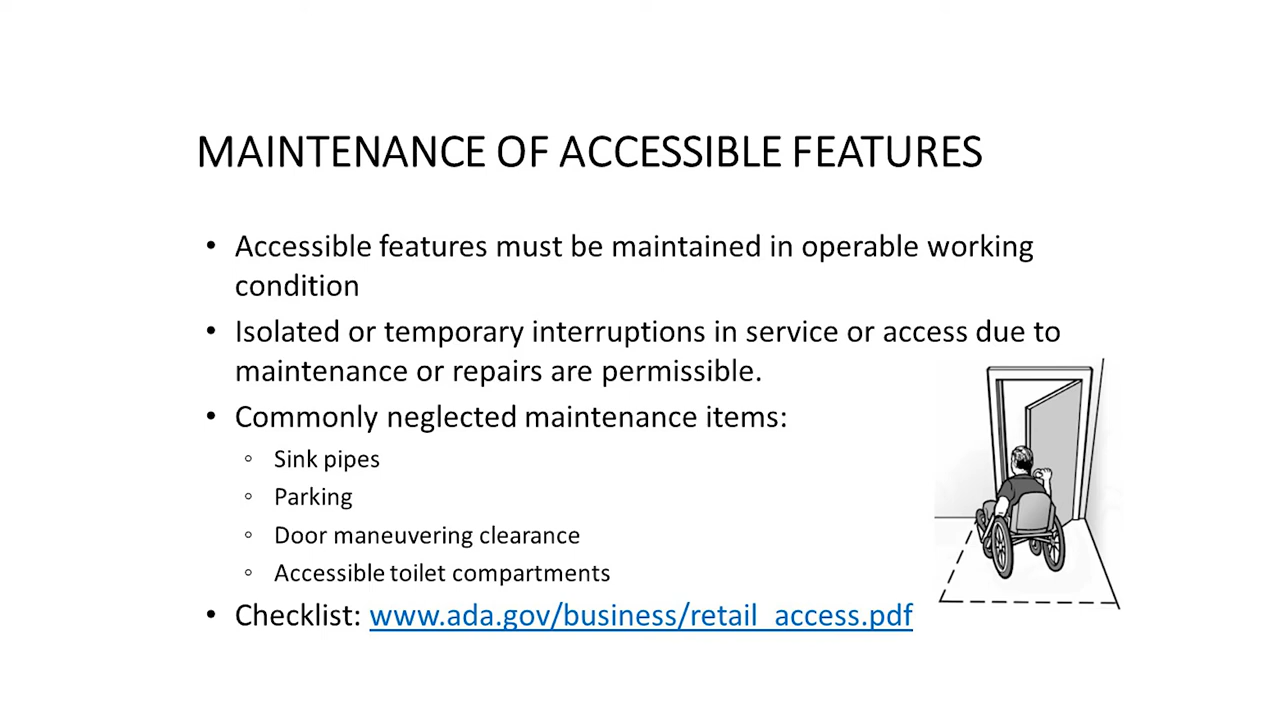 MAINTENANCE OF ACCESSIBLE FEATURES
• Accessible features must be maintained in operable working
condition
• Isolated or temporary interruptions in service or access due to
maintenance or repairs are permissible.
• Commonly neglected maintenance items:
◦ Sink pipes
◦ Parking
◦ Door maneuvering clearance
◦ Accessible toilet compartments
• Checklist: www.ada.gov/business/retail_access.pdf